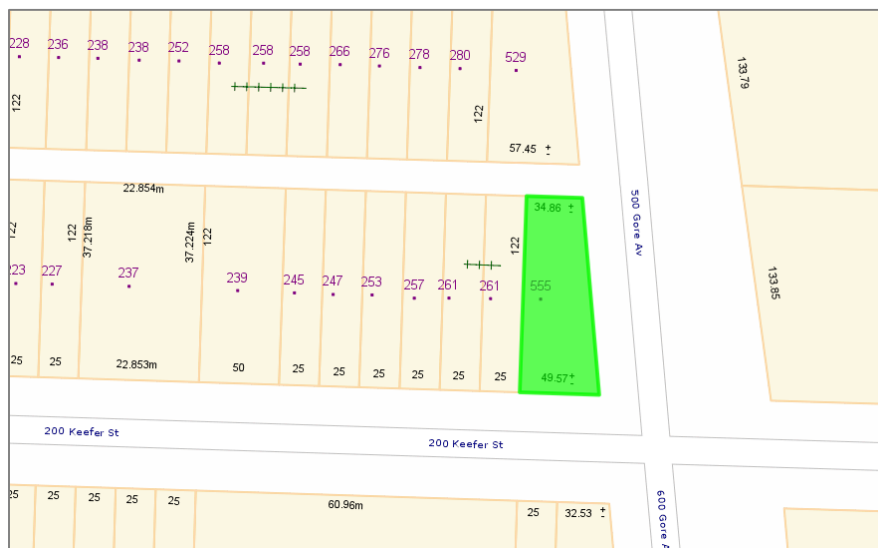 228 236 238 238 252 258 258 258 266 276 278 280 529
122
122
57.45 ±
133.79
22.854m
122
122
37.218m
37.224m
122
122
34.86 ±
500 Gore Av
223 227 237 239 245 247 253 257 261 261 555
133.85
25 25 22.853m 50 25 25 25 25 25 25 49.57±
200 Keefer St
200 Keefer St
25 25 25 25 25 60.96m 25 32.53 ±
600 Gore A